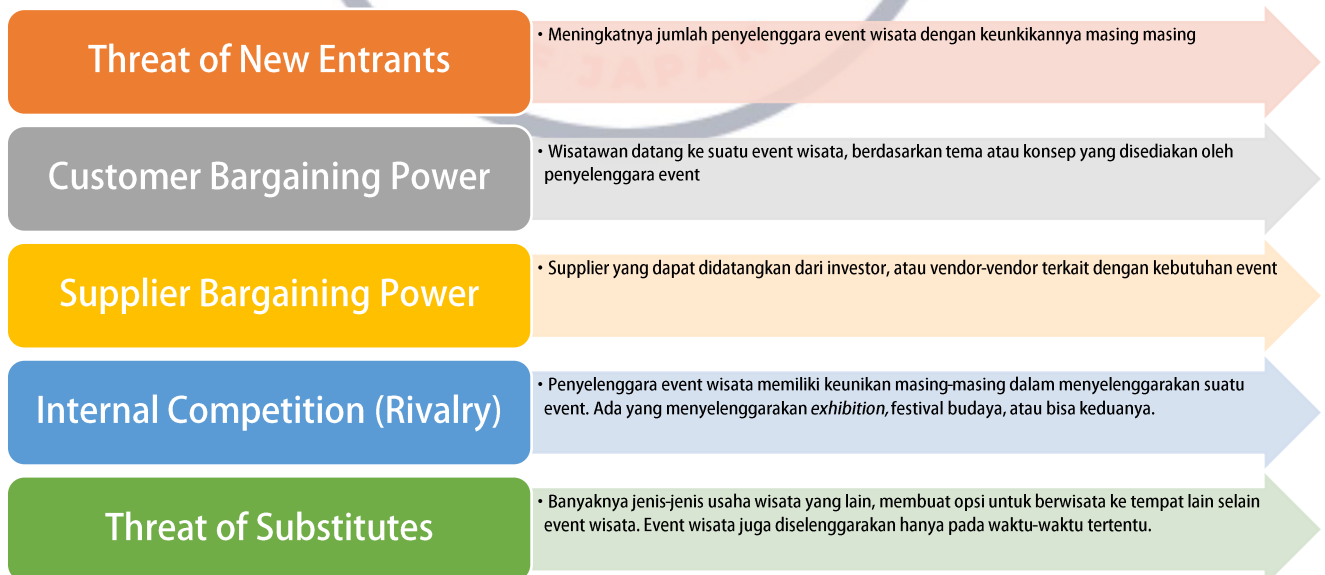 Threat of New Entrants
• Meningkatnya jumlah penyelenggara event wisata dengan keunkikannya masing masing
JAPAN
Customer Bargaining Power
• Wisatawan datang ke suatu event wisata, berdasarkan tema atau konsep yang disediakan oleh
penyelenggara event
Supplier Bargaining Power
• Supplier yang dapat didatangkan dari investor, atau vendor-vendor terkait dengan kebutuhan event
Internal Competition (Rivalry)
• Penyelenggara event wisata memiliki keunikan masing-masing dalam menyelenggarakan suatu
event. Ada yang menyelenggarakan exhibition, festival budaya, atau bisa keduanya.
Threat of Substitutes
• Banyaknya jenis-jenis usaha wisata yang lain, membuat opsi untuk berwisata ke tempat lain selain
event wisata. Event wisata juga diselenggarakan hanya pada waktu-waktu tertentu.